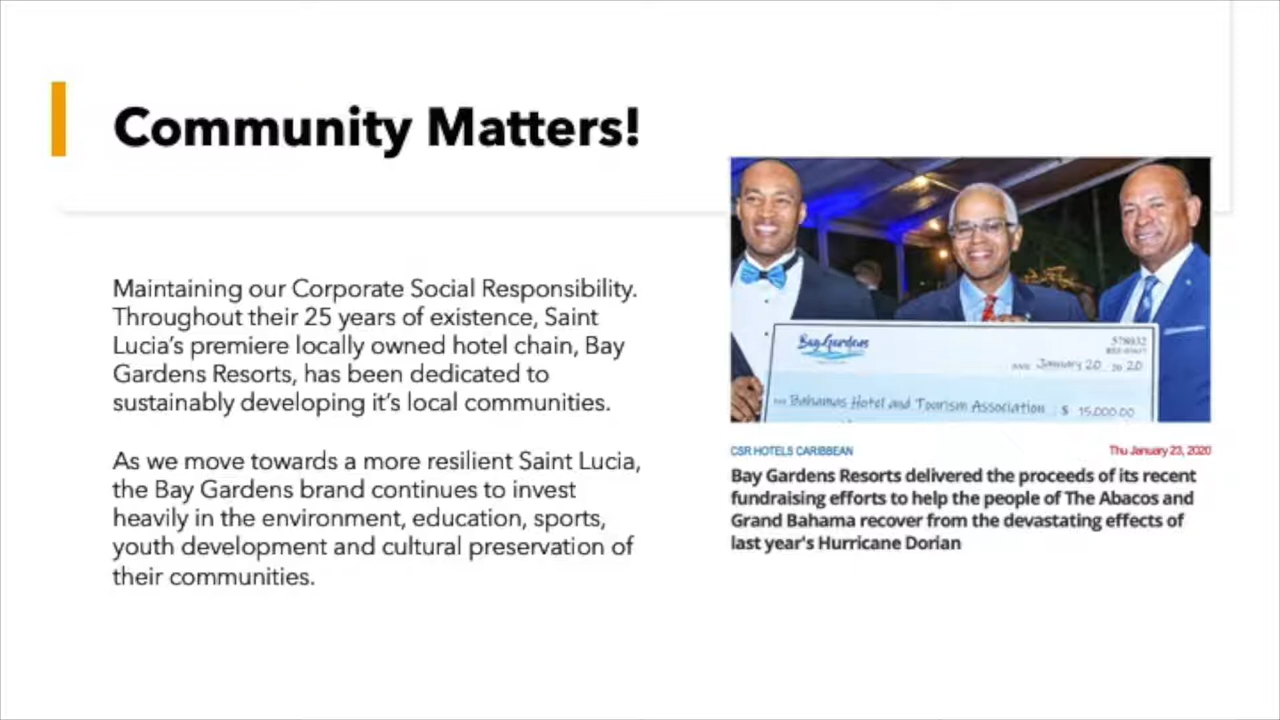 Community Matters!
Maintaining our Corporate Social Responsibility.
Throughout their 25 years of existence, Saint
Lucia's premiere locally owned hotel chain, Bay
Gardens Resorts, has been dedicated to
sustainably developing it's local communities.
As we move towards a more resilient Saint Lucia,
the Bay Gardens brand continues to invest
heavily in the environment, education, sports,
youth development and cultural preservation of
their communities.
Bay Gardens
578032
January 20 20 20
Bahamas Hotel and Tourism Association $ 15,000.00
CSR HOTELS CARIBBEAN Thu January 23, 2020
Bay Gardens Resorts delivered the proceeds of its recent
fundraising efforts to help the people of The Abacos and
Grand Bahama recover from the devastating effects of
last year's Hurricane Dorian